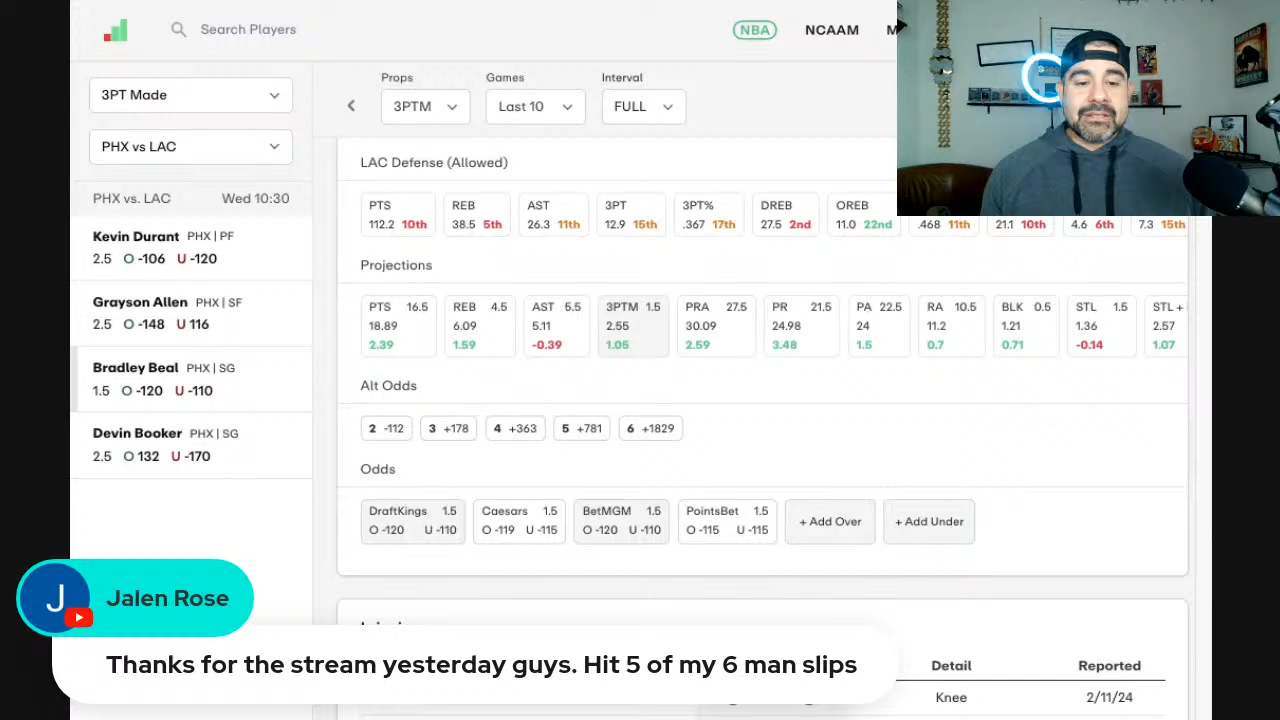 Search Players
NBA
NCAAM
M
3PT Made
PHX vs LAC
PHX vs. LAC Wed 10:30
Kevin Durant PHX | PF
2.5 O -106 U -120
Grayson Allen PHX | SF
2.5 O -148 U 116
Bradley Beal PHX | SG
1.5 O -120 U -110
Devin Booker PHX | SG
2.5 O 132 U -170
Props Games Interval
3PTM Last 10 FULL
LAC Defense (Allowed)
PTS REB AST 3PT 3PT% DREB OREB
112.2 10th 38.5 5th 26.3 11th 12.9 15th .367 17th 27.5 2nd 11.0 22nd .468 11th 21.1 10th 4.6 6th 7.3 15th
Projections
PTS 16.5 REB 4.5 AST 5.5 3PTM 1.5 PRA 27.5 PR 21.5 PA 22.5 RA 10.5 BLK 0.5 STL 1.5 STL +
18.89 6.09 5.11 2.55 30.09 24.98 24 11.2 1.21 1.36 2.57
2.39 1.59 -0.39 1.05 2.59 3.48 1.5 0.7 0.71 -0.14 1.07
Alt Odds
2 -112 3 +178 4 +363 5 +781 6 +1829
Odds
DraftKings 1.5 Caesars 1.5 BetMGM 1.5 PointsBet 1.5
O -120 U -110 O -119 U -115 O -120 U -110 O -115 U -115
+ Add Over + Add Under
Detail Reported
Knee 2/11/24
J
Jalen Rose
Thanks for the stream yesterday guys. Hit 5 of my 6 man slips